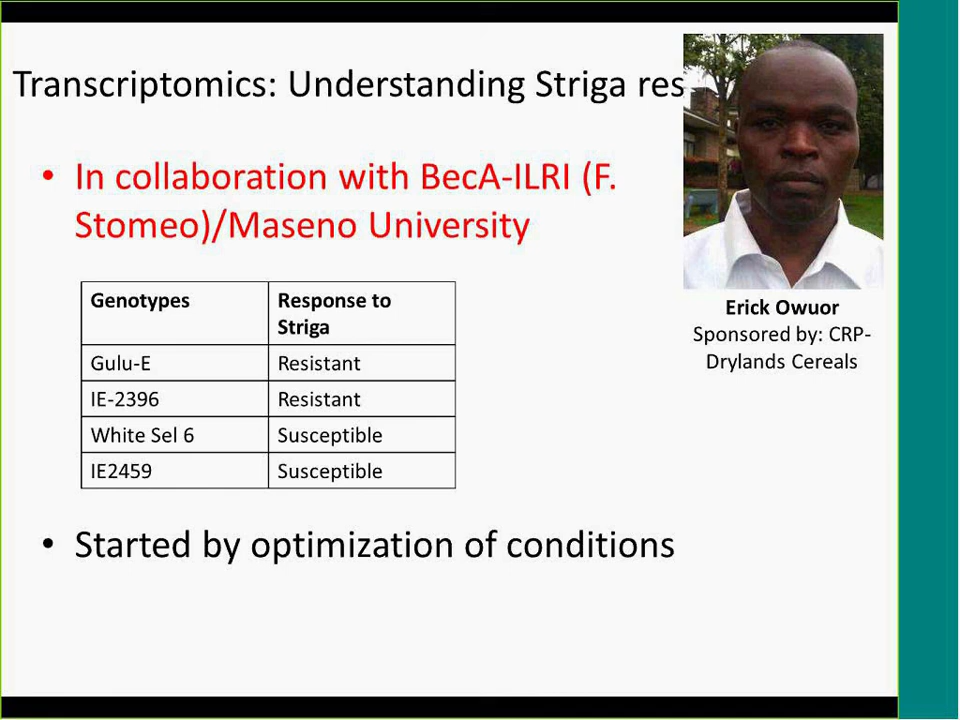 Transcriptomics: Understanding Striga res
• In collaboration with BecA-ILRI (F.
Stomeo)/Maseno University
Genotypes Response to
Striga
Gulu-E Resistant
IE-2396 Resistant
White Sel 6 Susceptible
IE2459 Susceptible
Erick Owuor
Sponsored by: CRP-
Drylands Cereals
• Started by optimization of conditions